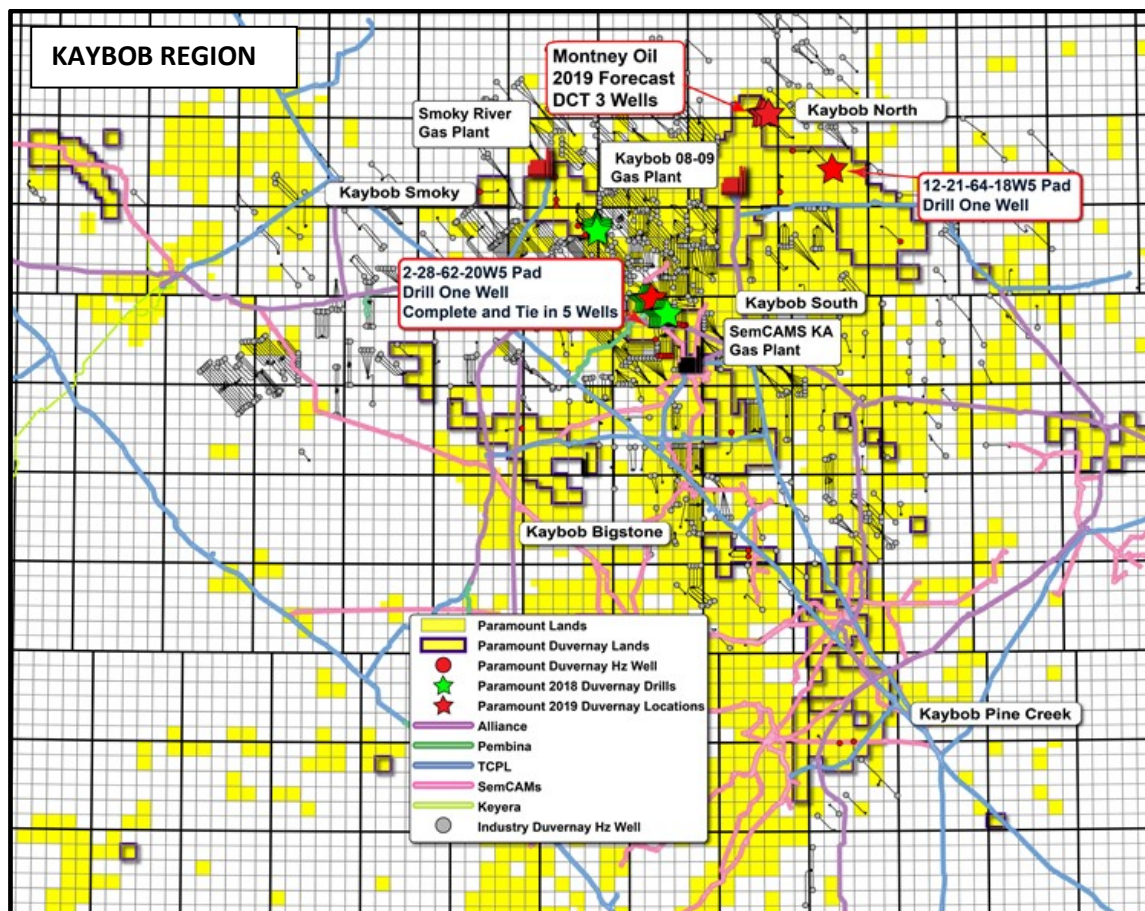 KAYBOB REGION
Montney Oil
2019 Forecast
DCT 3 Wells
Kaybob North
Smoky River
Gas Plant
Kaybob 08-09
Gas Plant
Kaybob Smoky
12-21-64-18W5 Pad
Drill One Well
2-28-62-20W5 Pad
Drill One Well
Complete and Tie in 5 Wells
Kaybob South
SemCAMS KA
Gas Plant
Kaybob Bigstone
Kaybob Pine Creek
Paramount Lands
Paramount Duvernay Lands
Paramount Duvernay Hz Well
Paramount 2018 Duvernay Drills
Paramount 2019 Duvernay Locations
Alliance
Pembina
TCPL
SemCAMs
Keyera
Industry Duvernay Hz Well